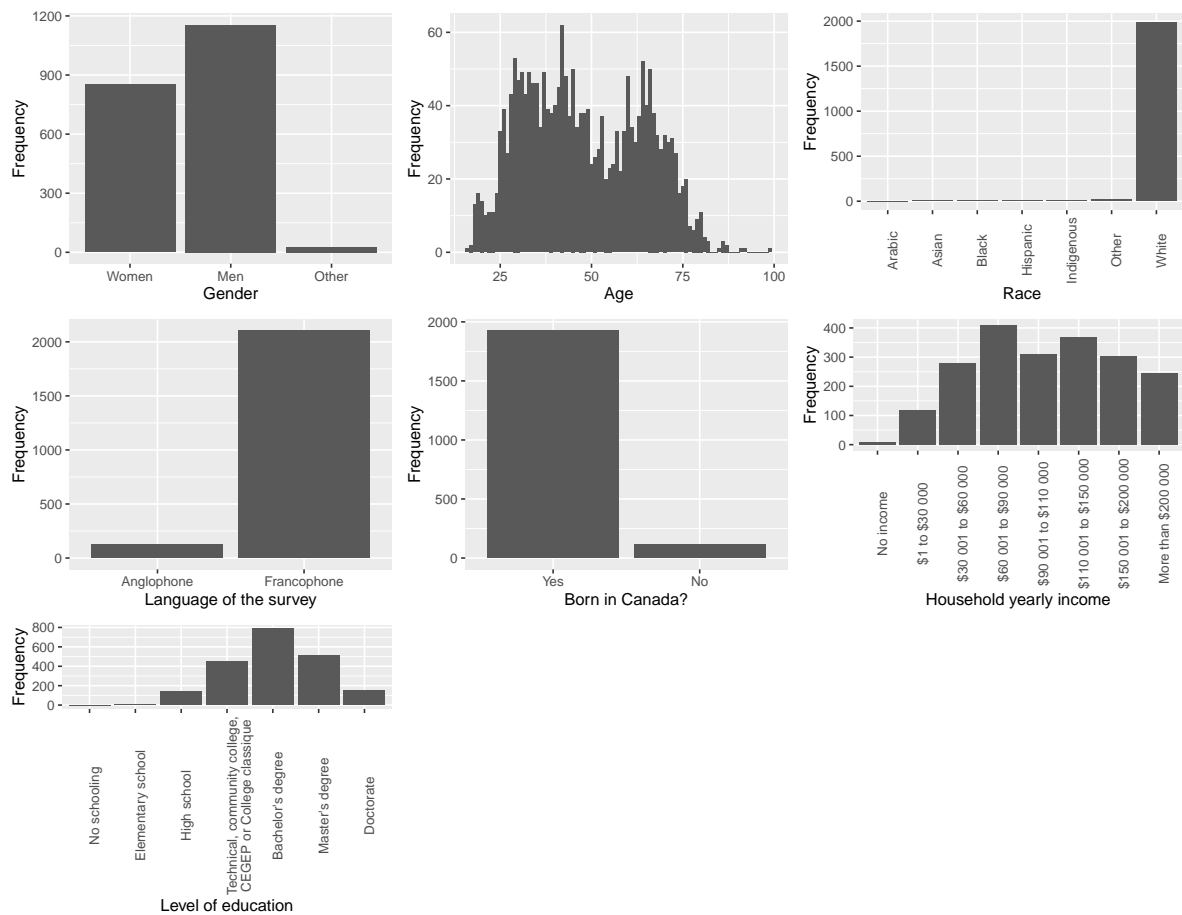 Frequency
1200
900
600
300
0
Women
Men
Other
Gender
Frequency
60
40
20
0
25
50
75
100
Age
Frequency
2000
1500
1000
500
0
Arabic
Asian
Black
Hispanic
Indigenous
Other
White
Race
Frequency
2000
1500
1000
500
0
Anglophone
Francophone
Language of the survey
Frequency
2000
1500
1000
500
0
Yes
No
Born in Canada?
Frequency
400
300
200
100
0
No income
$1 to $30 000
$30 001 to $60 000
$60 001 to $90 000
$90 001 to $110 000
$110 001 to $150 000
$150 001 to $200 000
More than $200 000
Household yearly income
Frequency
800
600
400
200
0
No schooling
Elementary school
High school
Technical, community college,
CEGEP or College classique
Bachelor's degree
Master's degree
Doctorate
Level of education